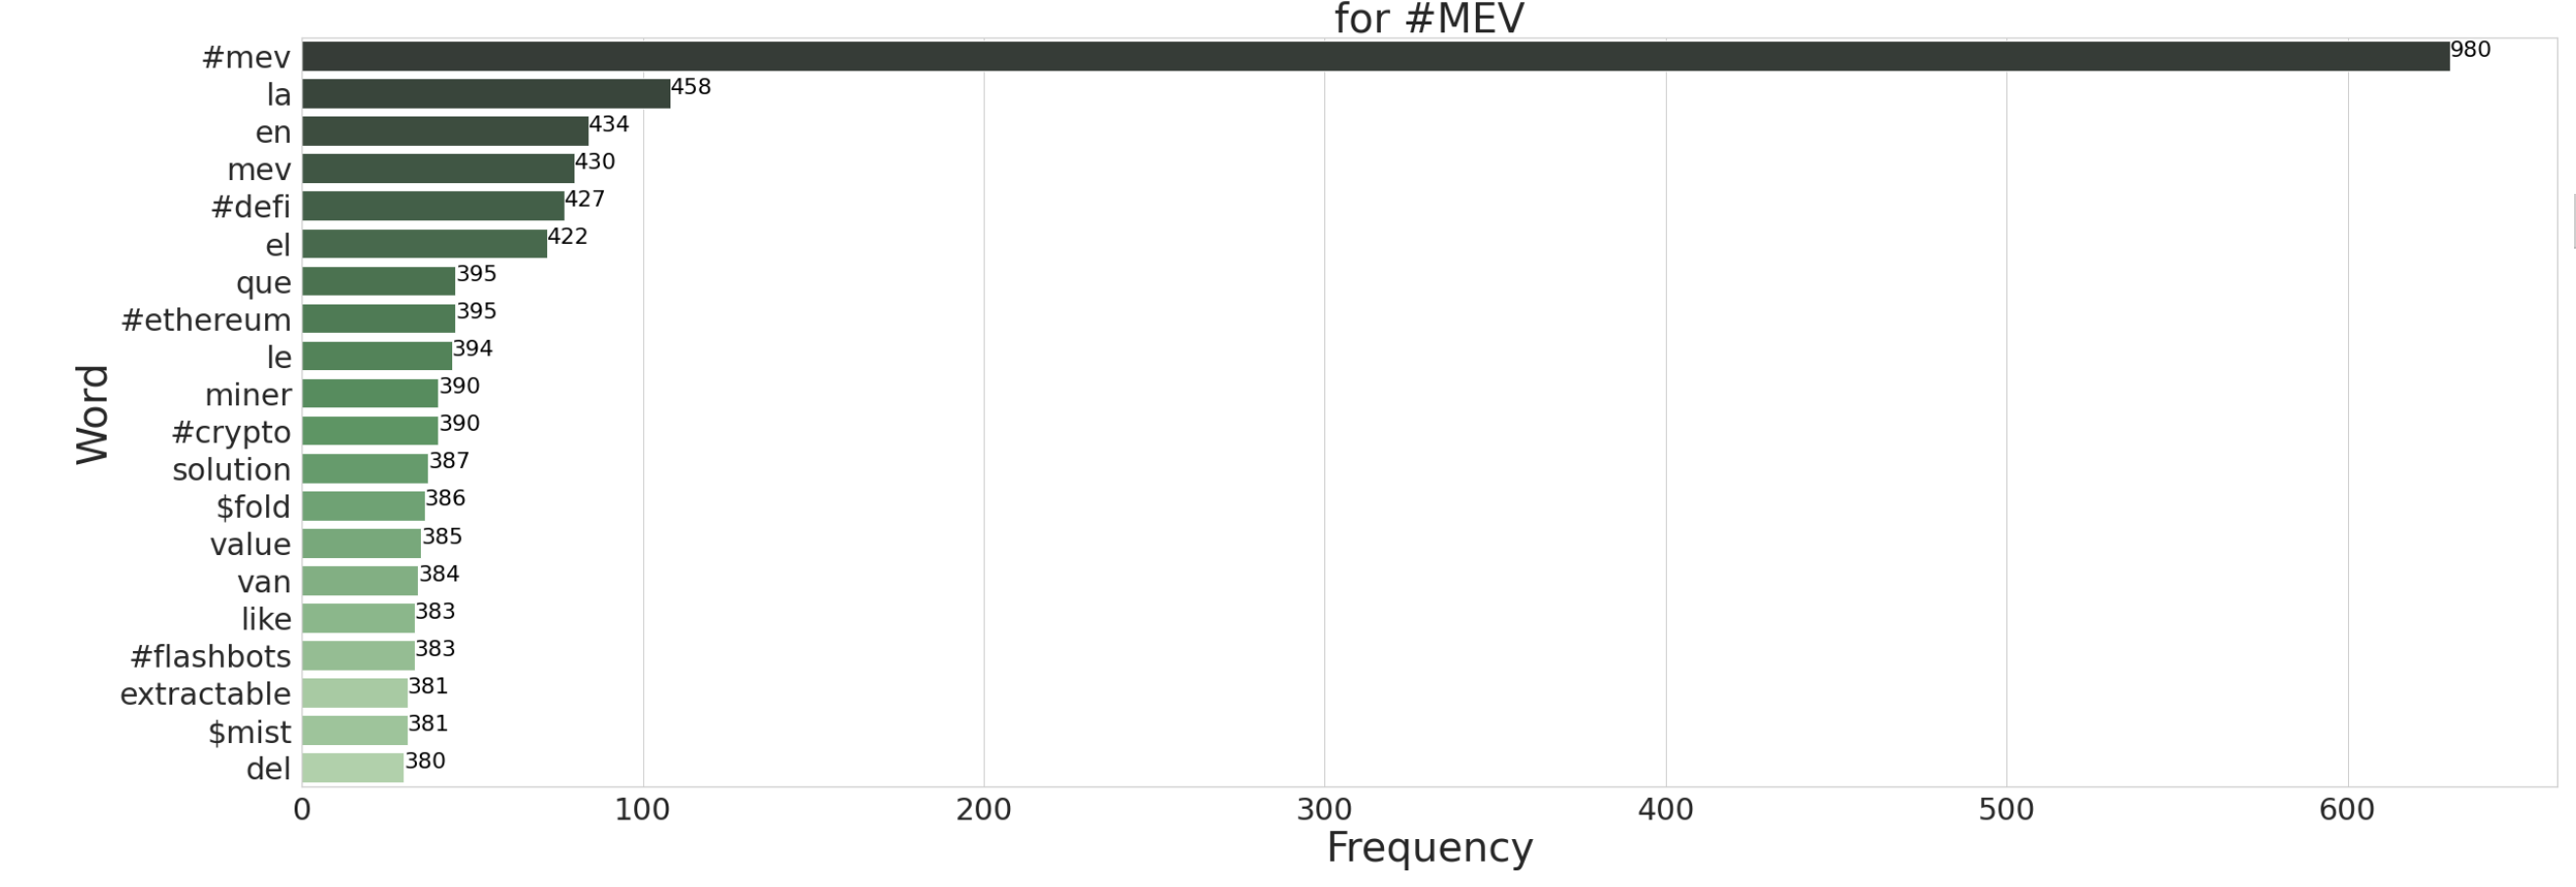 for #MEV
#mev 980
la 458
en 434
mev 430
#defi 427
el 422
que 395
#ethereum 395
le 394
miner 390
#crypto 390
solution 387
$fold 386
value 385
van 384
like 383
#flashbots 383
extractable 381
$mist 381
del 380
Word
0 100 200 300 400 500 600
Frequency